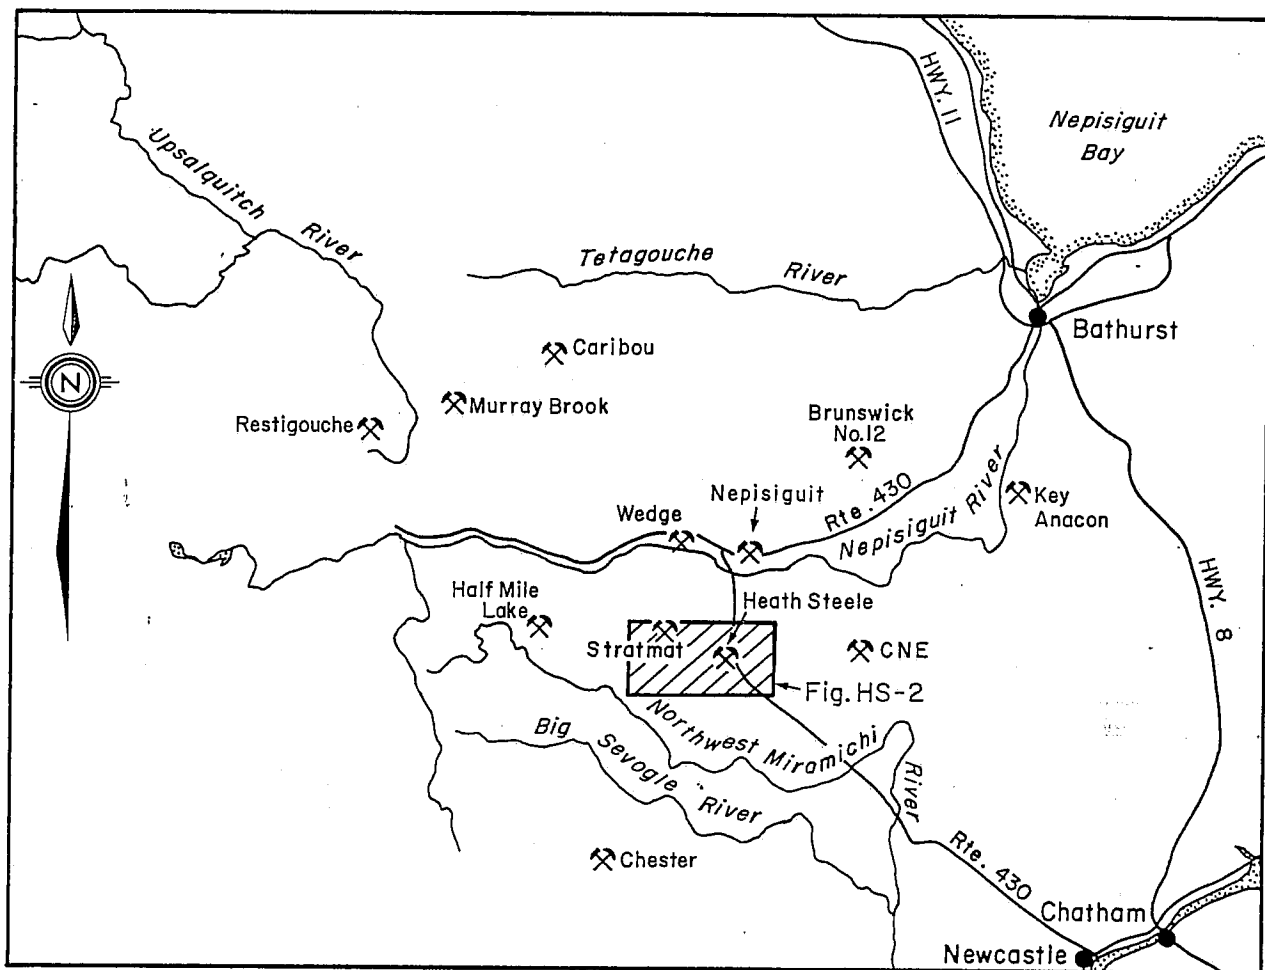 HWY. 11
Nepisiguit
Bay
Upsalquitch
River
Tetagouche
River
Bathurst
Caribou
Murray Brook
Restigouche
N
Brunswick
No.12
Nepisiguit
Rte. 430
Nepisiguit River
Key
Anacon
Wedge
Half Mile
Lake
Heath Steele
Stratmat
CNE
Fig. HS-2
HWY. 8
Northwest Miramichi
River
Big Sevogle River
Chester
Rte. 430
Chatham
Newcastle